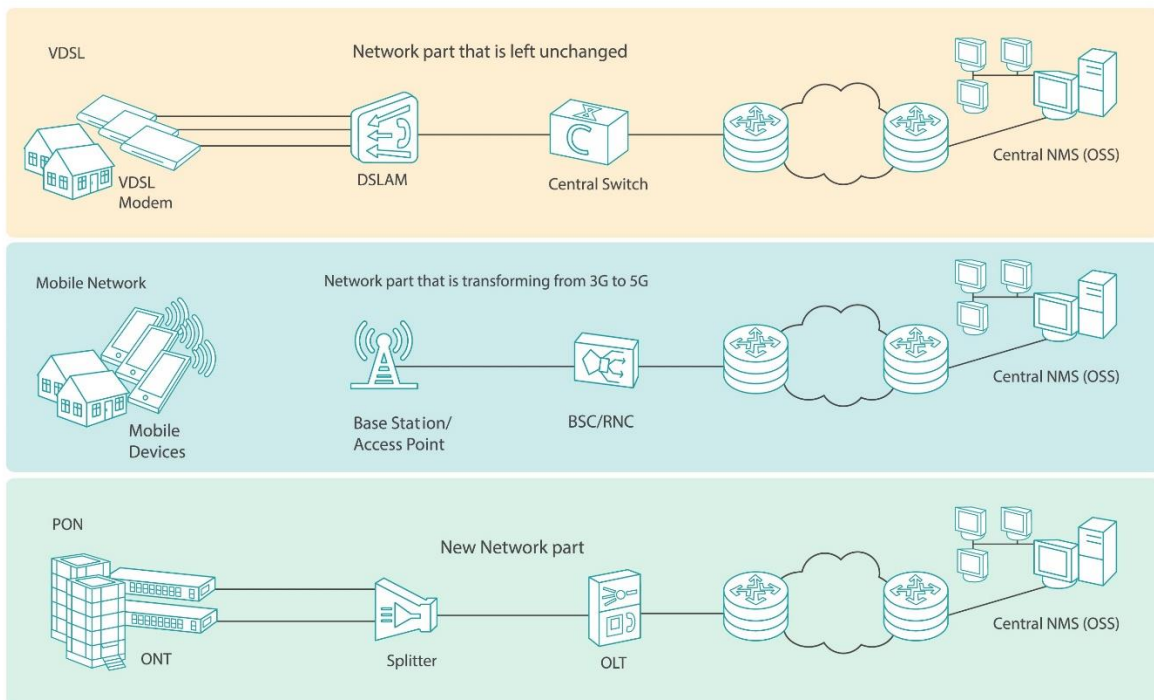 VDSL
Network part that is left unchanged
VDSL
Modem
DSLAM
Central Switch
Central NMS (OSS)
Mobile Network
Network part that is transforming from 3G to 5G
Mobile
Devices
Base Station/
Access Point
BSC/RNC
Central NMS (OSS)
PON
New Network part
ONT
Splitter
OLT
Central NMS (OSS)